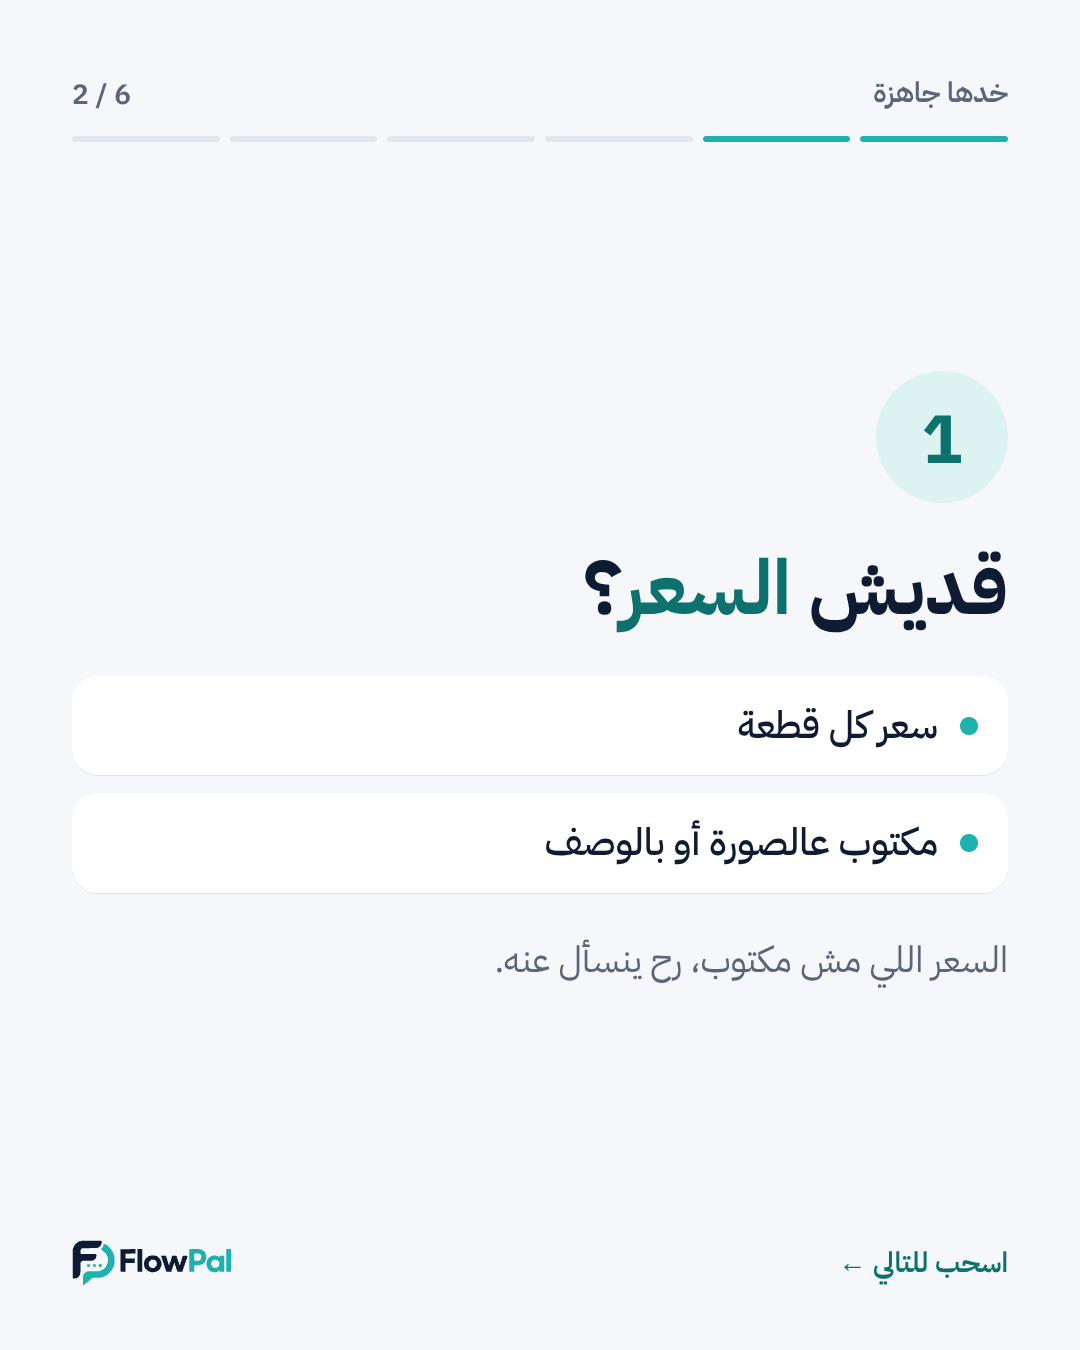 خدها جاهزة
2 / 6
1
قديش السعر؟
سعر كل قطعة
مكتوب عالصورة أو بالوصف
السعر اللي مش مكتوب، رح ينسأل عنه.
اسحب للتالي ←
FlowPal